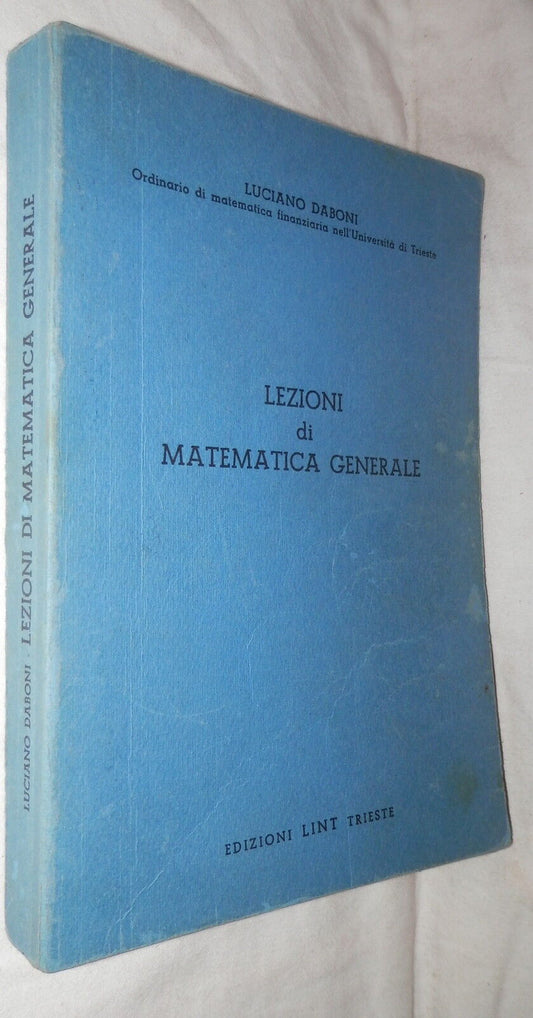 LUCIANO DABONI
Ordinario di matematica finanziaria nell'Università di Trieste
LEZIONI
di
MATEMATICA GENERALE
EDIZIONI LINT TRIESTE
LUCIANO DABONI - LEZIONI DI MATEMATICA GENERALE